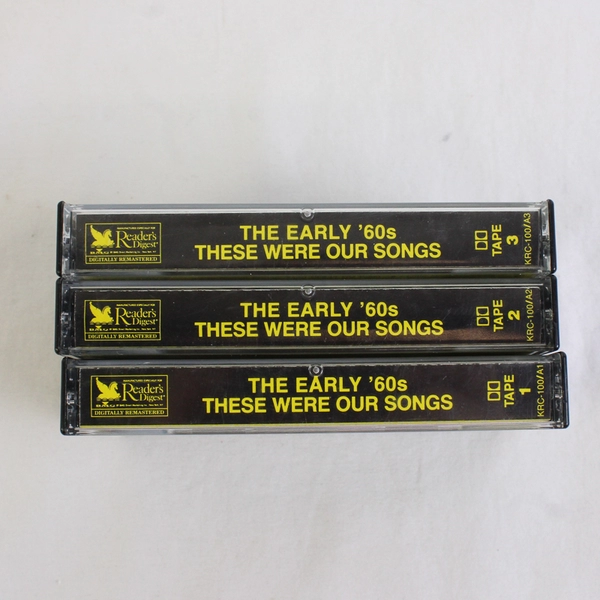 Reader's
Digest
DIGITALLY REMASTERED
THE EARLY '60s
THESE WERE OUR SONGS
TAPE
3
KRC-100/A3
Reader's
Digest
DIGITALLY REMASTERED
THE EARLY '60s
THESE WERE OUR SONGS
TAPE
2
KRC-100/A2
Reader's
Digest
DIGITALLY REMASTERED
THE EARLY '60s
THESE WERE OUR SONGS
TAPE
1
KRC-100/A1